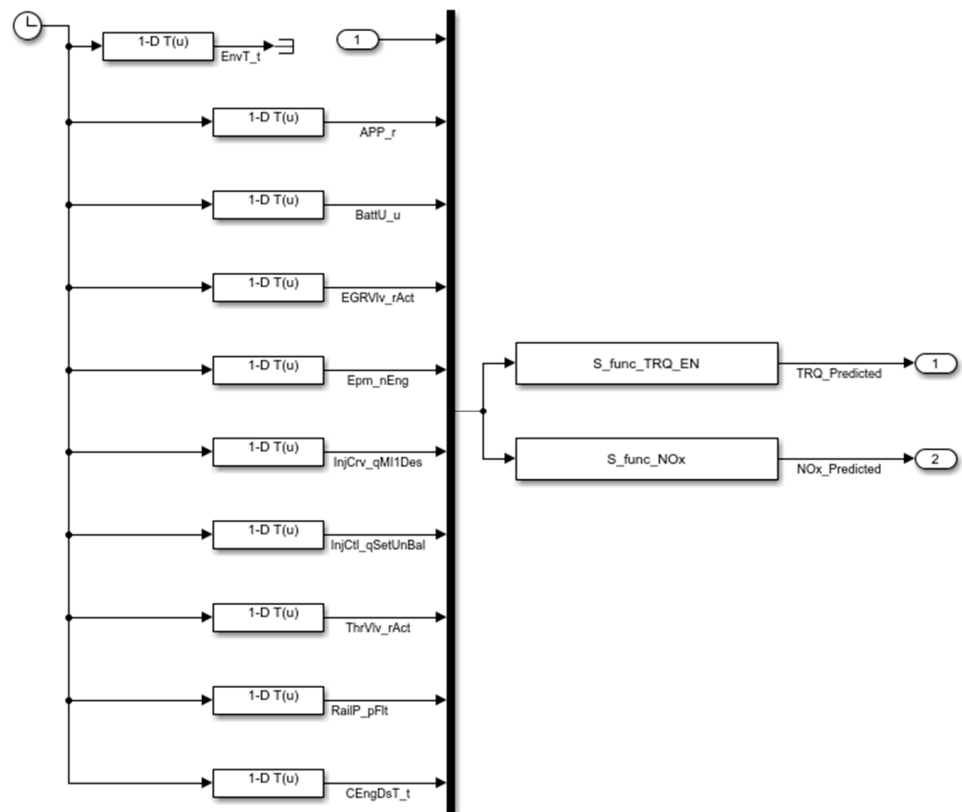 1-D T(u)
EnvT_t
1
1-D T(u)
APP_r
1-D T(u)
BattU_u
1-D T(u)
EGRVlv_rAct
1-D T(u)
Epm_nEng
1-D T(u)
InjCrv_qMI1Des
1-D T(u)
InjCtl_qSetUnBal
1-D T(u)
ThrVlv_rAct
1-D T(u)
RailP_pFlt
1-D T(u)
CEngDsT_t
S_func_TRQ_EN
TRQ_Predicted
1
S_func_NOx
NOx_Predicted
2